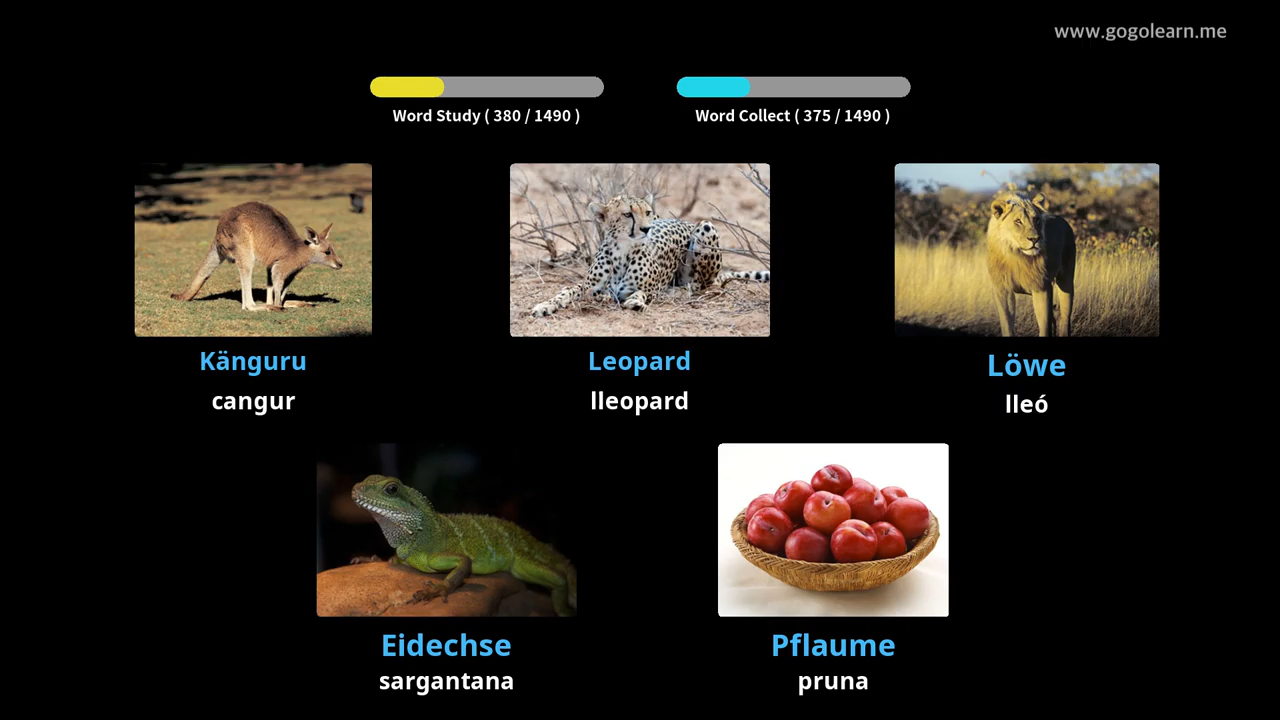 www.gogolearn.me
Word Study ( 380 / 1490 )
Word Collect ( 375 / 1490 )
Känguru
cangur
Leopard
lleopard
Löwe
lleó
Eidechse
sargantana
Pflaume
pruna